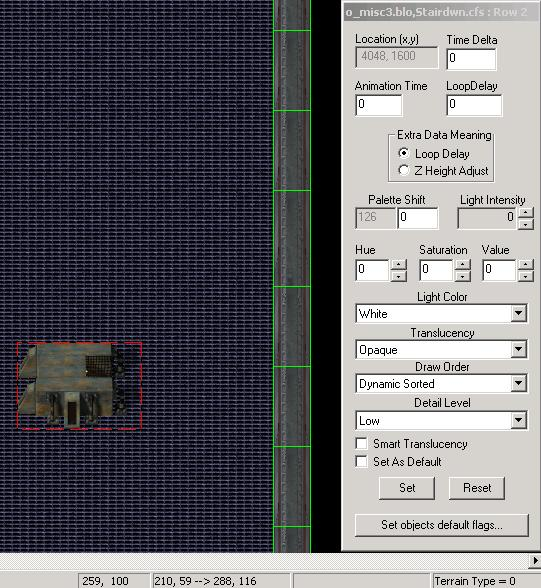 o_misc3.blo,Stairdwn.cfs : Row 2
Location (x,y) Time Delta
4048, 1600 0
Animation Time LoopDelay
0 0
Extra Data Meaning
Loop Delay
Z Height Adjust
Palette Shift Light Intensity
126 0 0
Hue Saturation Value
0 0 0
Light Color
White
Translucency
Opaque
Draw Order
Dynamic Sorted
Detail Level
Low
Smart Translucency
Set As Default
Set Reset
Set objects default flags...
259, 100 210, 59 --> 288, 116 Terrain Type = 0